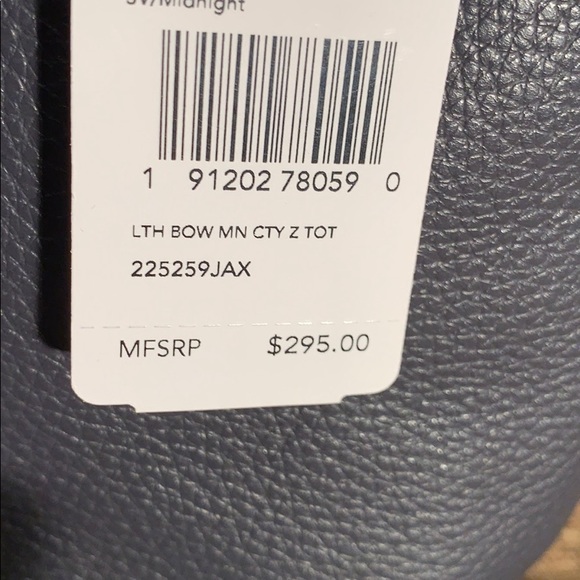 SV/Midnight
1 91202 78059 0
LTH BOW MN CTY Z TOT
225259JAX
MFSRP $295.00